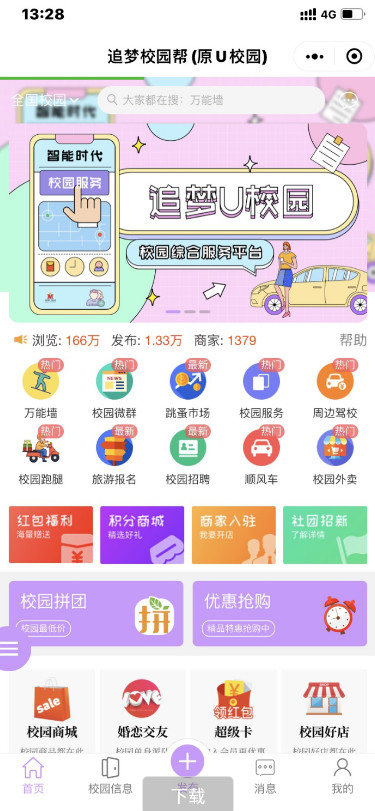 13:28
4G
追梦校园帮(原U校园)
全国校园
大家都在搜：万能墙
智能时代
校园服务
追梦U校园
校园综合服务平台
浏览: 166万 发布: 1.33万 商家: 1379 帮助
热门 热门 最新 热门 热门
万能墙 校园微群 跳蚤市场 校园服务 周边驾校
NEWS
热门 最新 最新 热门 热门
校园跑腿 旅游报名 校园招聘 顺风车 校园外卖
红包福利 积分商城 商家入驻 社团招新
海量赠送 精选好礼 我要开店 了解详情
校园拼团 优惠抢购
校园最低价 精品特惠抢购中
拼
sale LOVE 领红包
校园商城 婚恋交友 超级卡 校园好店
首页 校园信息 发布 消息 我的
下载